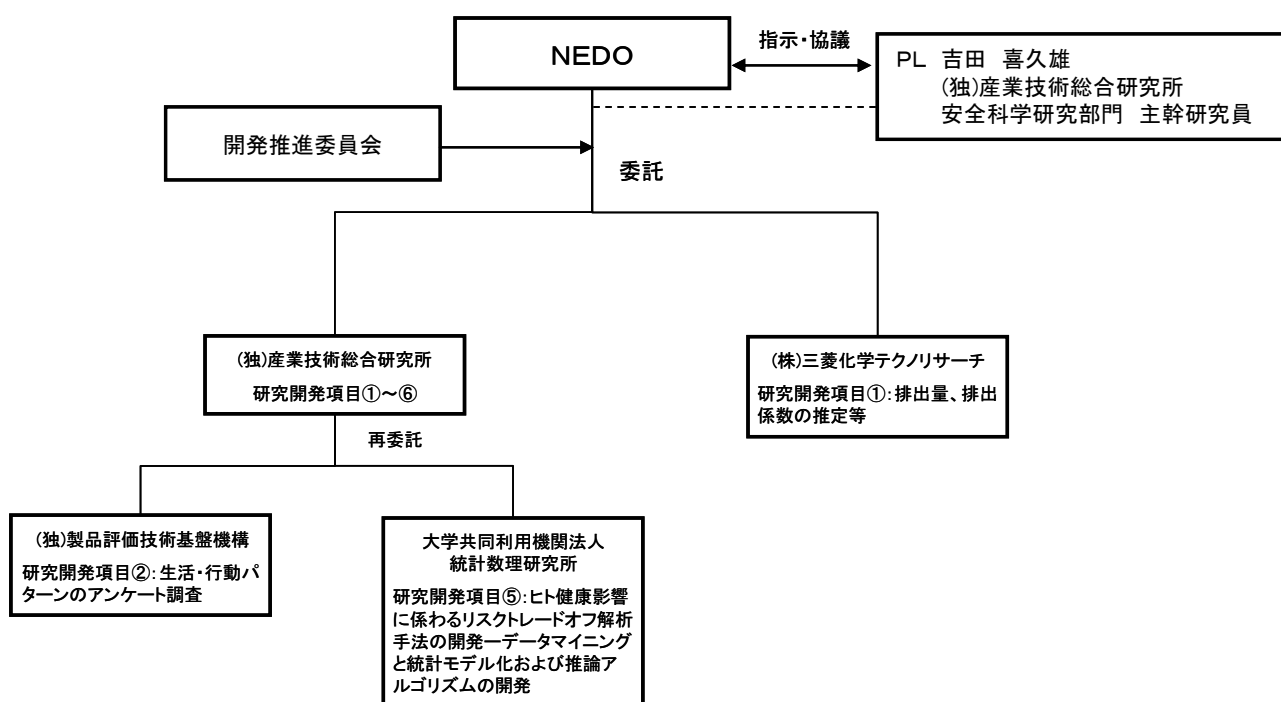 NEDO
指示・協議
PL 吉田 喜久雄
(独)産業技術総合研究所
安全科学研究部門 主幹研究員
開発推進委員会
委託
(独)産業技術総合研究所
研究開発項目①~⑥
(株)三菱化学テクノリサーチ
研究開発項目①:排出量、排出
係数の推定等
再委託
(独)製品評価技術基盤機構
研究開発項目②:生活・行動パ
ターンのアンケート調査
大学共同利用機関法人
統計数理研究所
研究開発項目⑤:ヒト健康影響
に係わるリスクトレードオフ解析
手法の開発ーデータマイニング
と統計モデル化および推論ア
ルゴリズムの開発